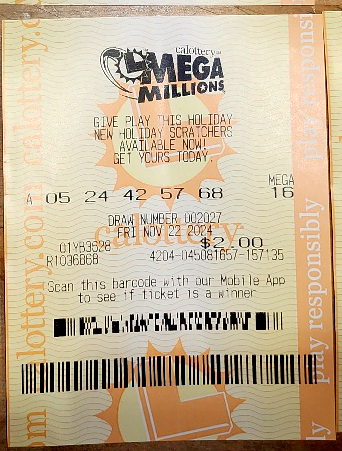 calottery
MEGA
MILLIONS
GIVE PLAY THIS HOLIDAY
NEW HOLIDAY SCRATCHERS
AVAILABLE NOW!
GET YOURS TODAY.
MEGA
A 05 24 42 57 68 16
DRAW NUMBER 002027
FRI NOV 22 2024
calottery
$2.00
R1036868 4204-045081657-157135
Scan this barcode with our Mobile App
to see if ticket is a winner
calottery.com
play responsibly